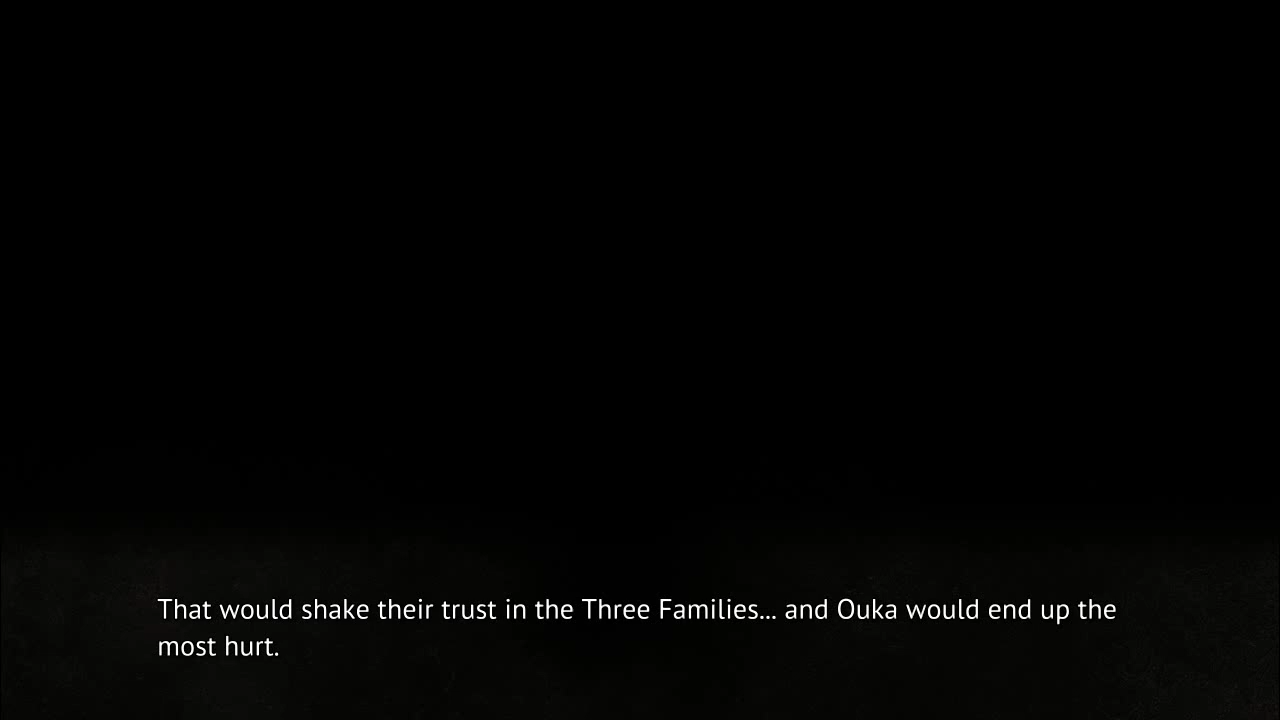 That would shake their trust in the Three Families... and Ouka would end up the
most hurt.